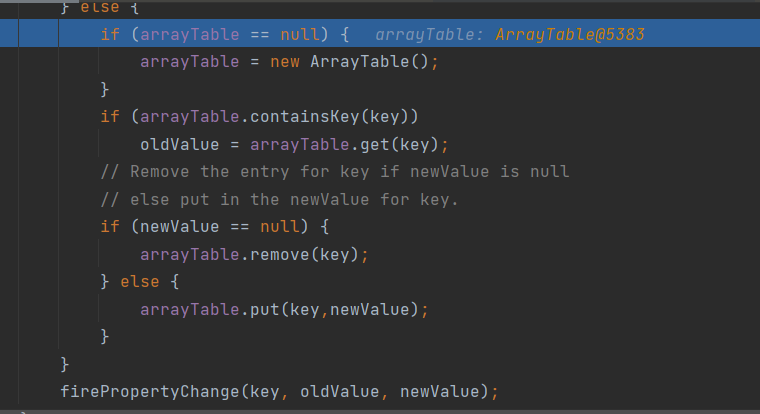 } else {
if (arrayTable == null) { arrayTable: ArrayTable@5383
arrayTable = new ArrayTable();
}
if (arrayTable.containsKey(key))
oldValue = arrayTable.get(key);
// Remove the entry for key if newValue is null
// else put in the newValue for key.
if (newValue == null) {
arrayTable.remove(key);
} else {
arrayTable.put(key,newValue);
}
}
firePropertyChange(key, oldValue, newValue);